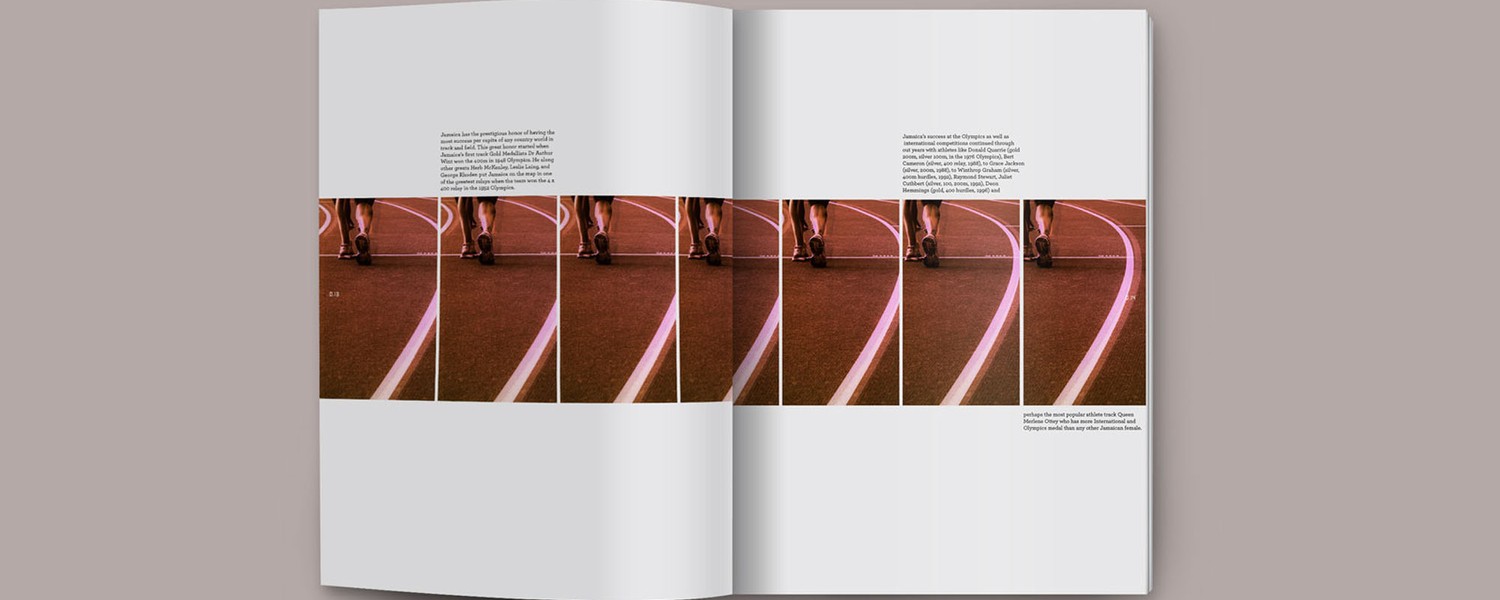 Jamaica has the prestigious honor of having the
most success per capita of any country world in
track and field. This great honor started when
Jamaica's first track Gold Medallists Dr Arthur
Wint won the 400m in 1948 Olympics. He along
other greats Herb McKenley, Leslie Laing, and
George Rhoden put Jamaica on the map in one
of the greatest relays when the team won the 4 x
400 relay in the 1952 Olympics.
Jamaica's success at the Olympics as well as
international competitions continued through
out years with athletes like Donald Quarrie (gold
200m, silver 100m, in the 1976 Olympics), Bert
Cameron (silver, 400 relay, 1988), to Grace Jackson
(silver, 200m, 1988), to Winthrop Graham (silver,
400m hurdles, 1992), Raymond Stewart, Juliet
Cuthbert (silver, 100, 200m, 1992), Deon
Hemmings (gold, 400 hurdles, 1996) and
perhaps the most popular athlete track Queen
Merlene Ottey who has more International and
Olympics medal than any other Jamaican female.